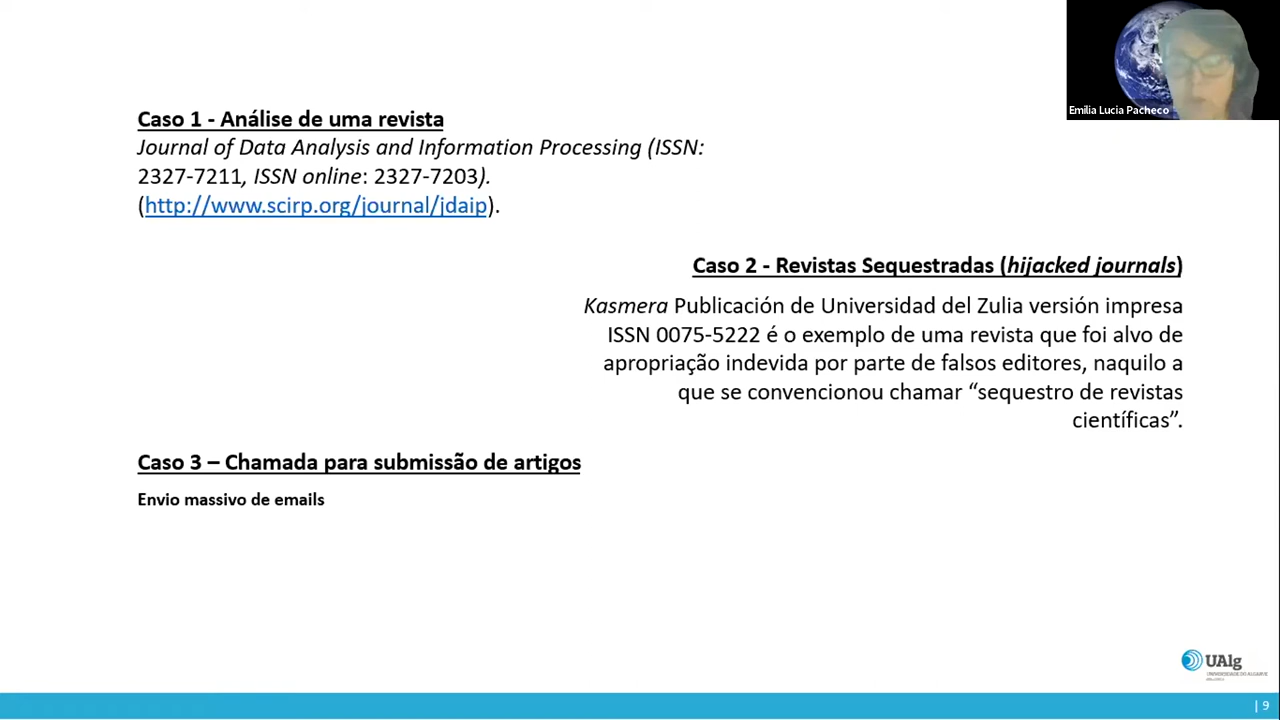 Emilia Lucia Pacheco
Caso 1 - Análise de uma revista
Journal of Data Analysis and Information Processing (ISSN:
2327-7211, ISSN online: 2327-7203).
(http://www.scirp.org/journal/jdaip).
Caso 2 - Revistas Sequestradas (hijacked journals)
Kasmera Publicación de Universidad del Zulia versión impresa
ISSN 0075-5222 é o exemplo de uma revista que foi alvo de
apropriação indevida por parte de falsos editores, naquilo a
que se convencionou chamar “sequestro de revistas
científicas”.
Caso 3 – Chamada para submissão de artigos
Envio massivo de emails
UAlg
UNIVERSIDADE DO ALGARVE
| 9